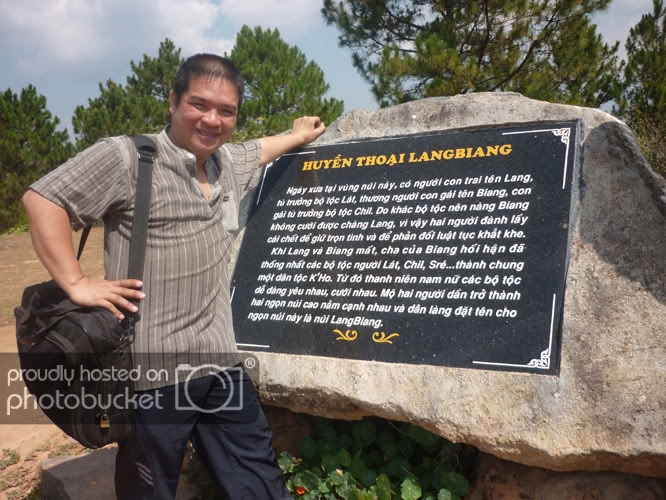 HUYỀN THOẠI LANGBIANG
Ngày xưa tại vùng núi này, có người con trai tên Lang,
tù trưởng bộ tộc Lát, thương người con gái tên Biang, con
gái tù trưởng bộ tộc Chil. Do khác bộ tộc nên nàng Biang
không cưới được chàng Lang, vì vậy hai người đành lấy
cái chết để giữ trọn tình và để phản đối luật tục khắt khe.
Khi Lang và Biang mất, cha của Biang hối hận đã
thống nhất các bộ tộc người Lát, Chil, Sré...thành chung
một dân tộc K'Ho. Từ đó thanh niên nam nữ các bộ tộc
dễ dàng yêu nhau, cưới nhau. Mộ hai người dần trở thành
hai ngọn núi cao nằm cạnh nhau và dân làng đặt tên cho
ngọn núi này là núi LangBiang.
proudly hosted on
photobucket